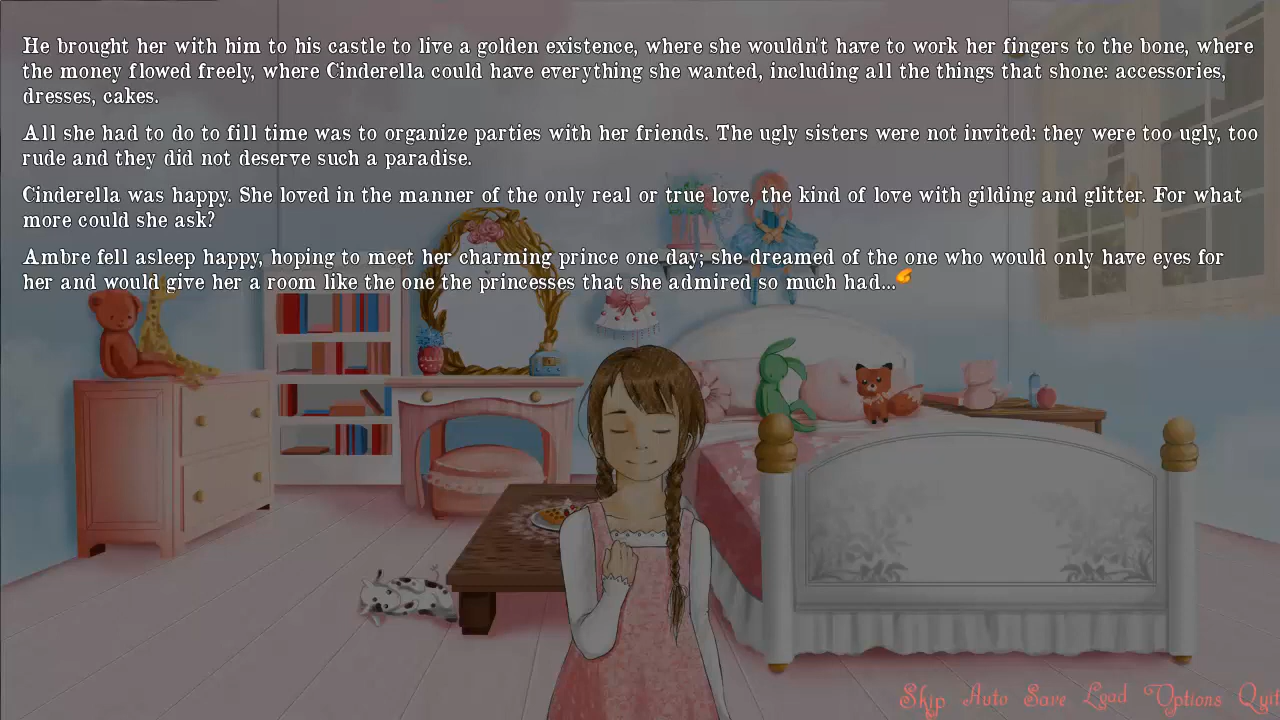 He brought her with him to his castle to live a golden existence, where she wouldn't have to work her fingers to the bone, where
the money flowed freely, where Cinderella could have everything she wanted, including all the things that shone: accessories,
dresses, cakes.
All she had to do to fill time was to organize parties with her friends. The ugly sisters were not invited: they were too ugly, too
rude and they did not deserve such a paradise.
Cinderella was happy. She loved in the manner of the only real or true love, the kind of love with gilding and glitter. For what
more could she ask?
Ambre fell asleep happy, hoping to meet her charming prince one day; she dreamed of the one who would only have eyes for
her and would give her a room like the one the princesses that she admired so much had...
Skip Auto Save Load Options Quit